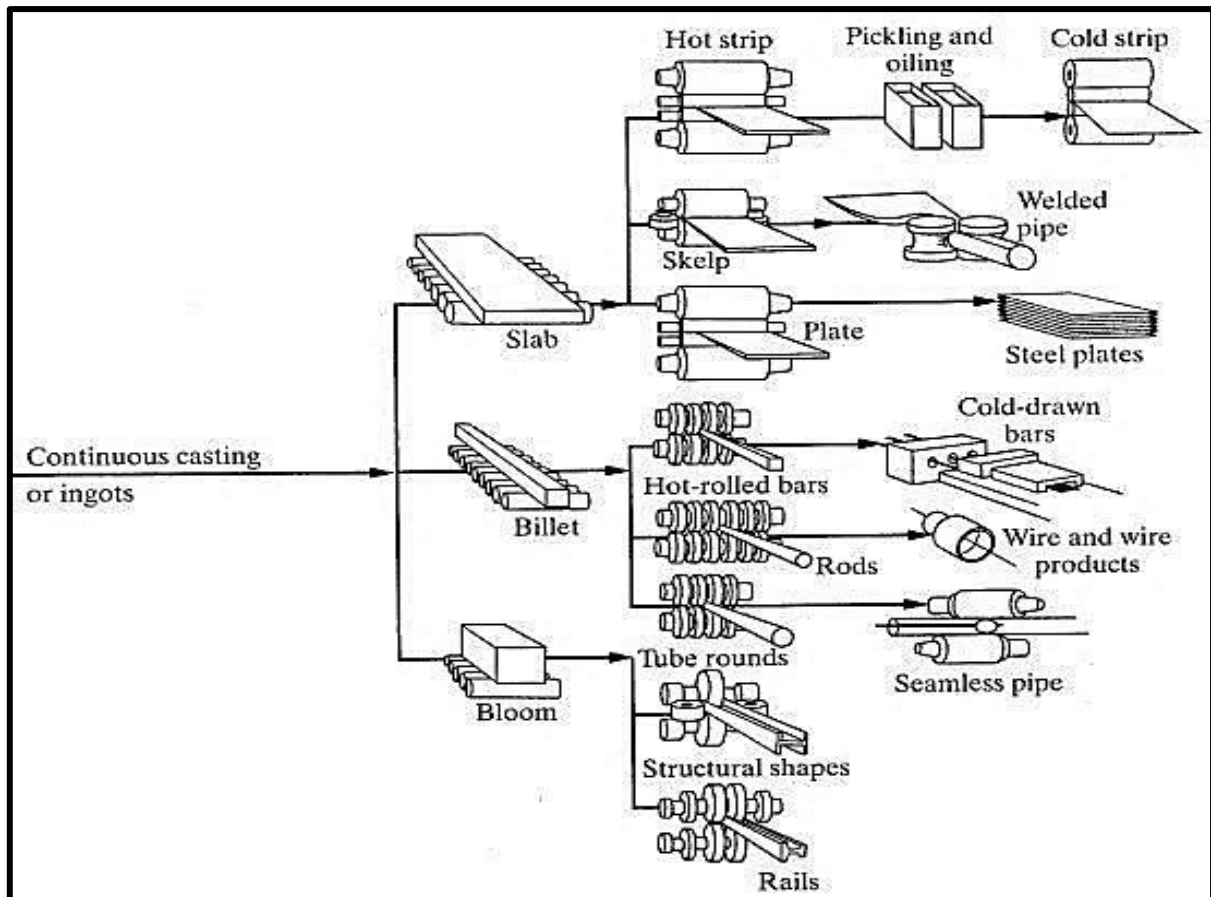 Hot strip
Pickling and
oiling
Cold strip
Skelp
Welded
pipe
Slab
Plate
Steel plates
Continuous casting
or ingots
Billet
Hot-rolled bars
Cold-drawn
bars
Rods
Wire and wire
products
Tube rounds
Seamless pipe
Bloom
Structural shapes
Rails